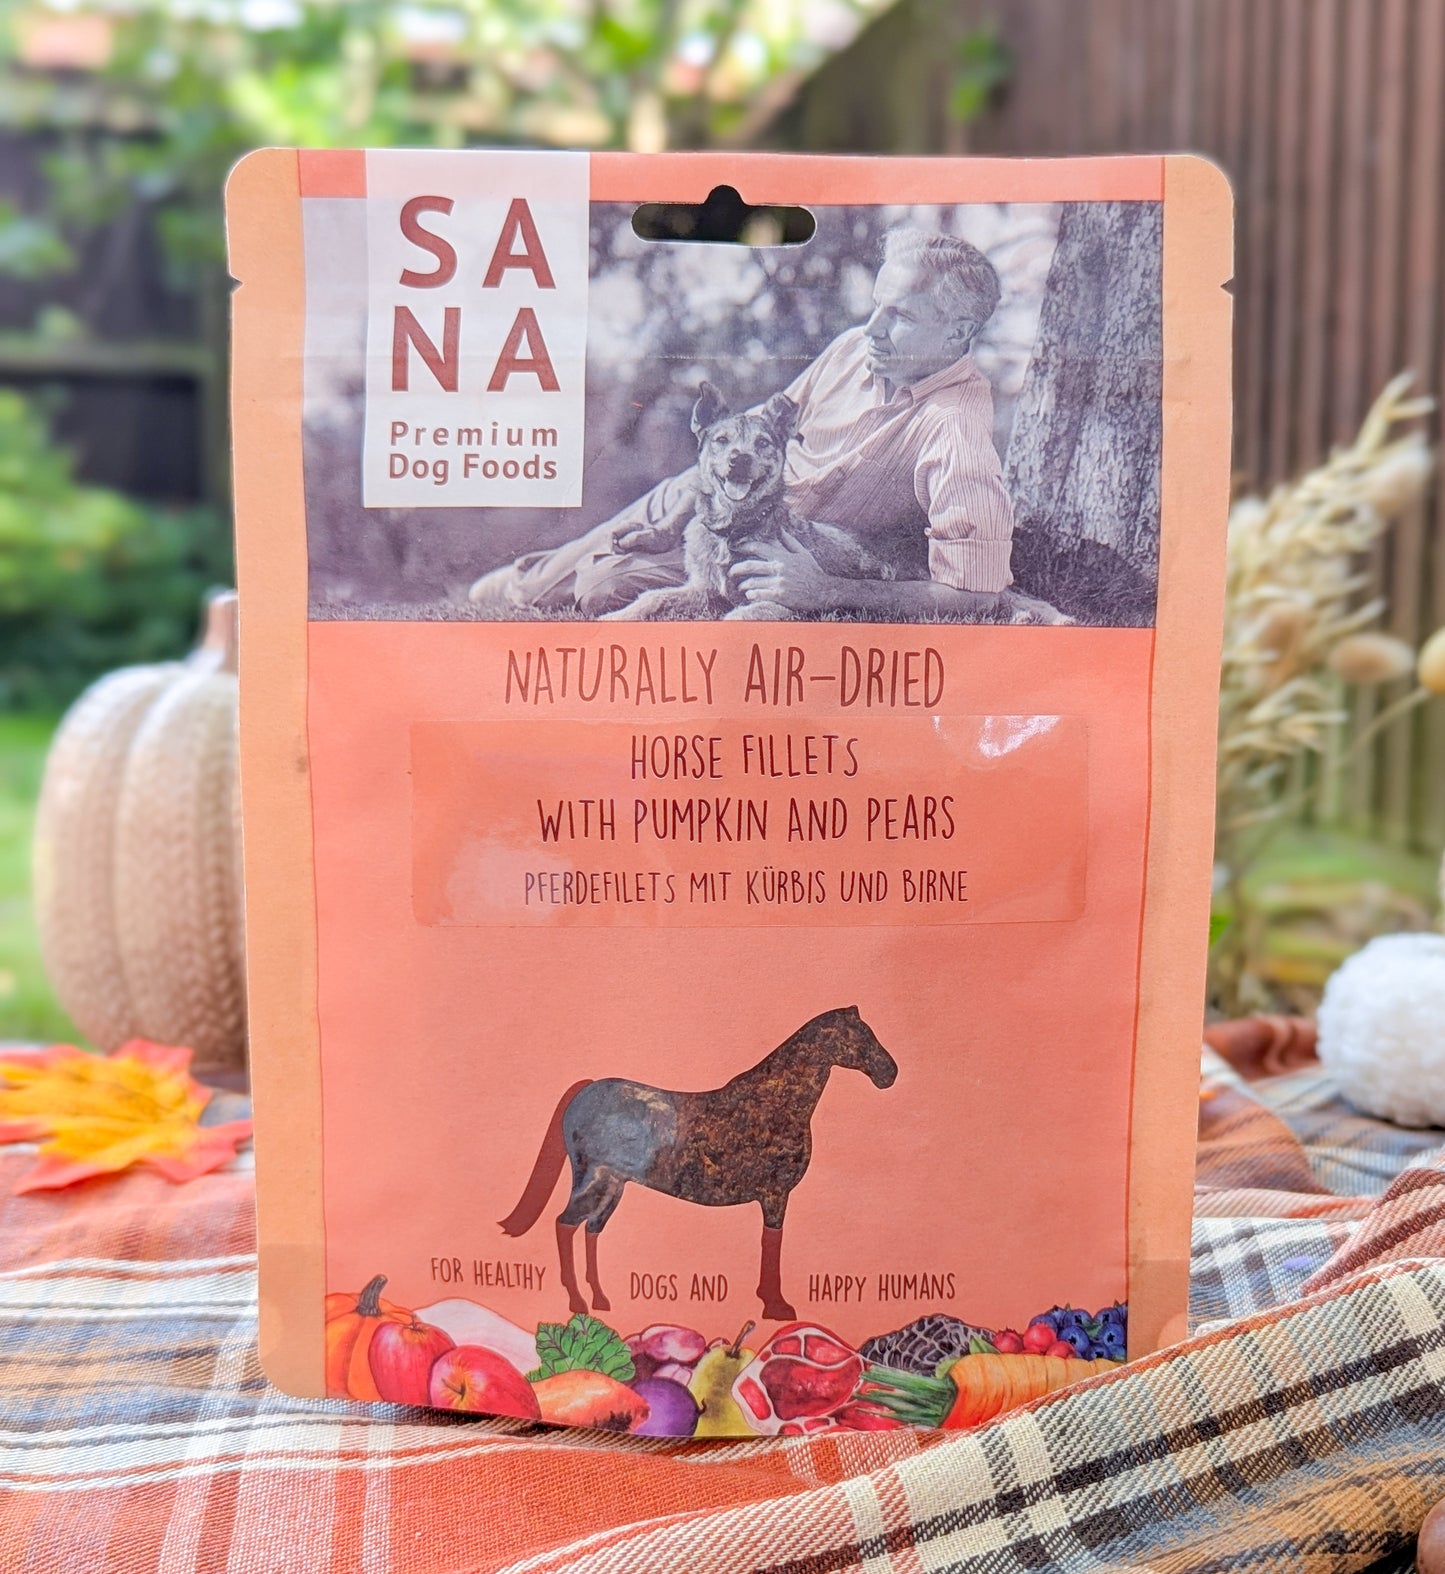 SA
NA
Premium
Dog Foods
NATURALLY AIR-DRIED
HORSE FILLETS
WITH PUMPKIN AND PEARS
PFERDEFILETS MIT KÜRBIS UND BIRNE
FOR HEALTHY DOGS AND HAPPY HUMANS